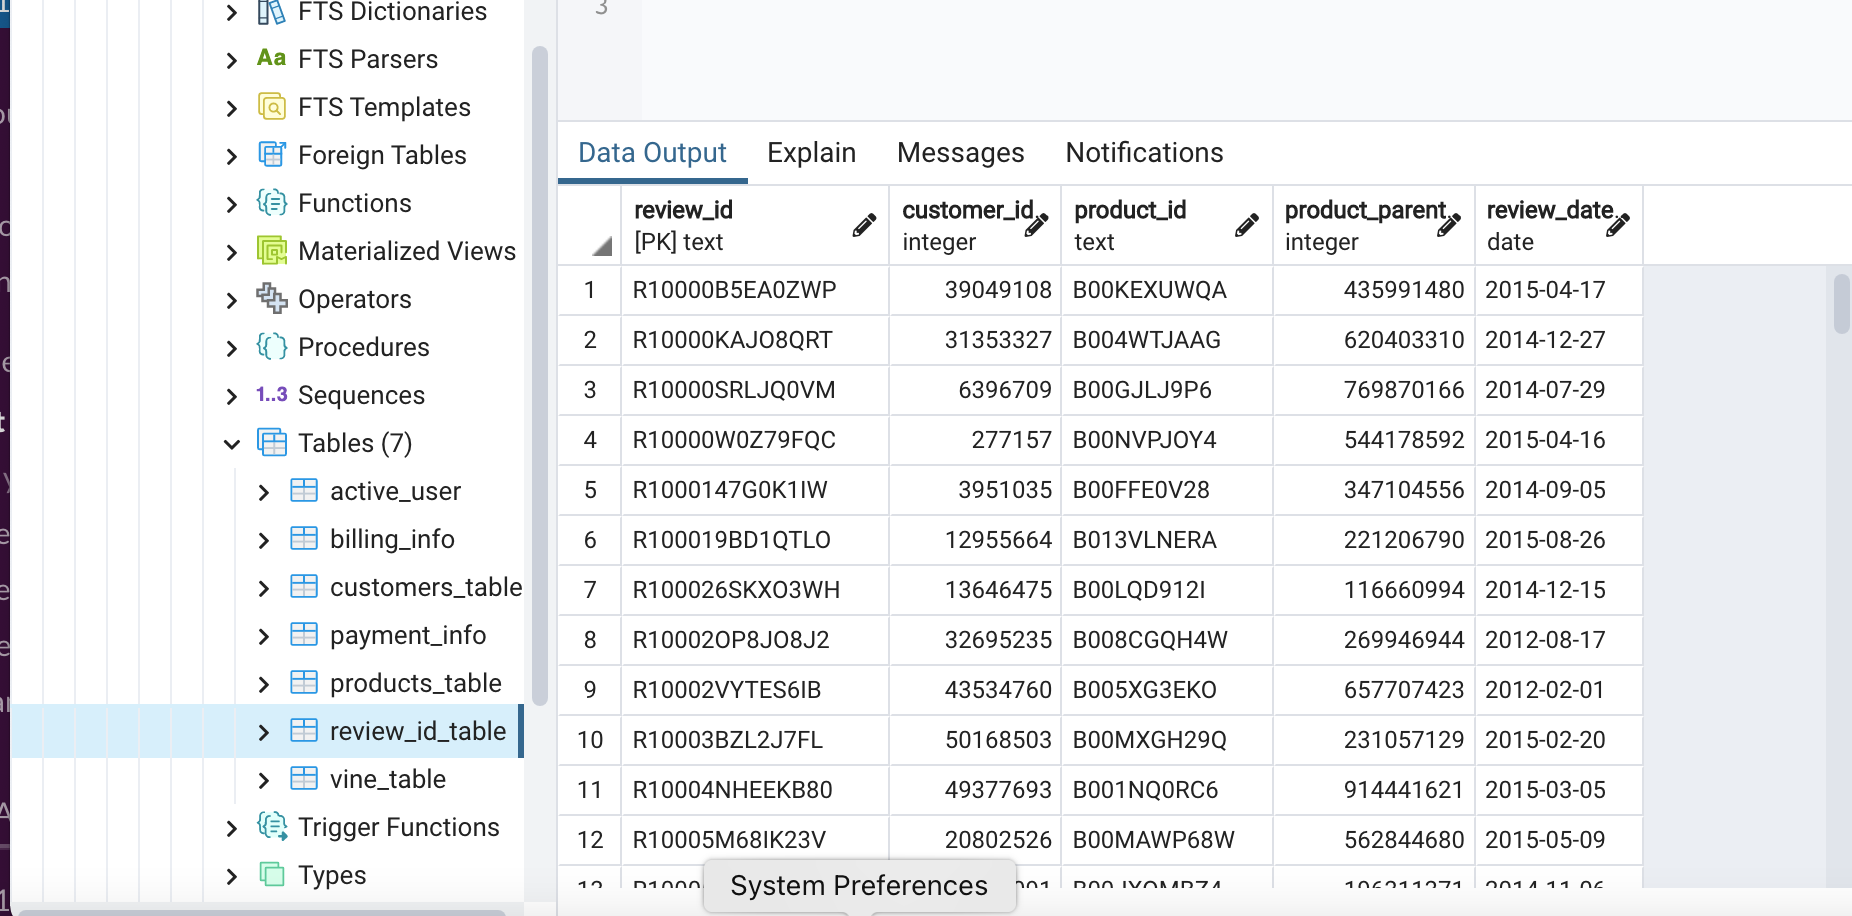 3
FTS Dictionaries
Aa FTS Parsers
FTS Templates
Foreign Tables
Functions
Materialized Views
Operators
Procedures
1..3 Sequences
Tables (7)
active_user
billing_info
customers_table
payment_info
products_table
review_id_table
vine_table
Trigger Functions
Types
Data Output Explain Messages Notifications
review_id customer_id product_id product_parent review_date
[PK] text integer text integer date
1 R10000B5EA0ZWP 39049108 B00KEXUWQA 435991480 2015-04-17
2 R10000KAJO8QRT 31353327 B004WTJAAG 620403310 2014-12-27
3 R10000SRLJQ0VM 6396709 B00GJLJ9P6 769870166 2014-07-29
4 R10000W0Z79FQC 277157 B00NVPJOY4 544178592 2015-04-16
5 R1000147G0K1IW 3951035 B00FFE0V28 347104556 2014-09-05
6 R100019BD1QTLO 12955664 B013VLNERA 221206790 2015-08-26
7 R100026SKXO3WH 13646475 B00LQD912I 116660994 2014-12-15
8 R10002OP8JO8J2 32695235 B008CGQH4W 269946944 2012-08-17
9 R10002VYTES6IB 43534760 B005XG3EKO 657707423 2012-02-01
10 R10003BZL2J7FL 50168503 B00MXGH29Q 231057129 2015-02-20
11 R10004NHEEKB80 49377693 B001NQ0RC6 914441621 2015-03-05
12 R10005M68IK23V 20802526 B00MAWP68W 562844680 2015-05-09
System Preferences